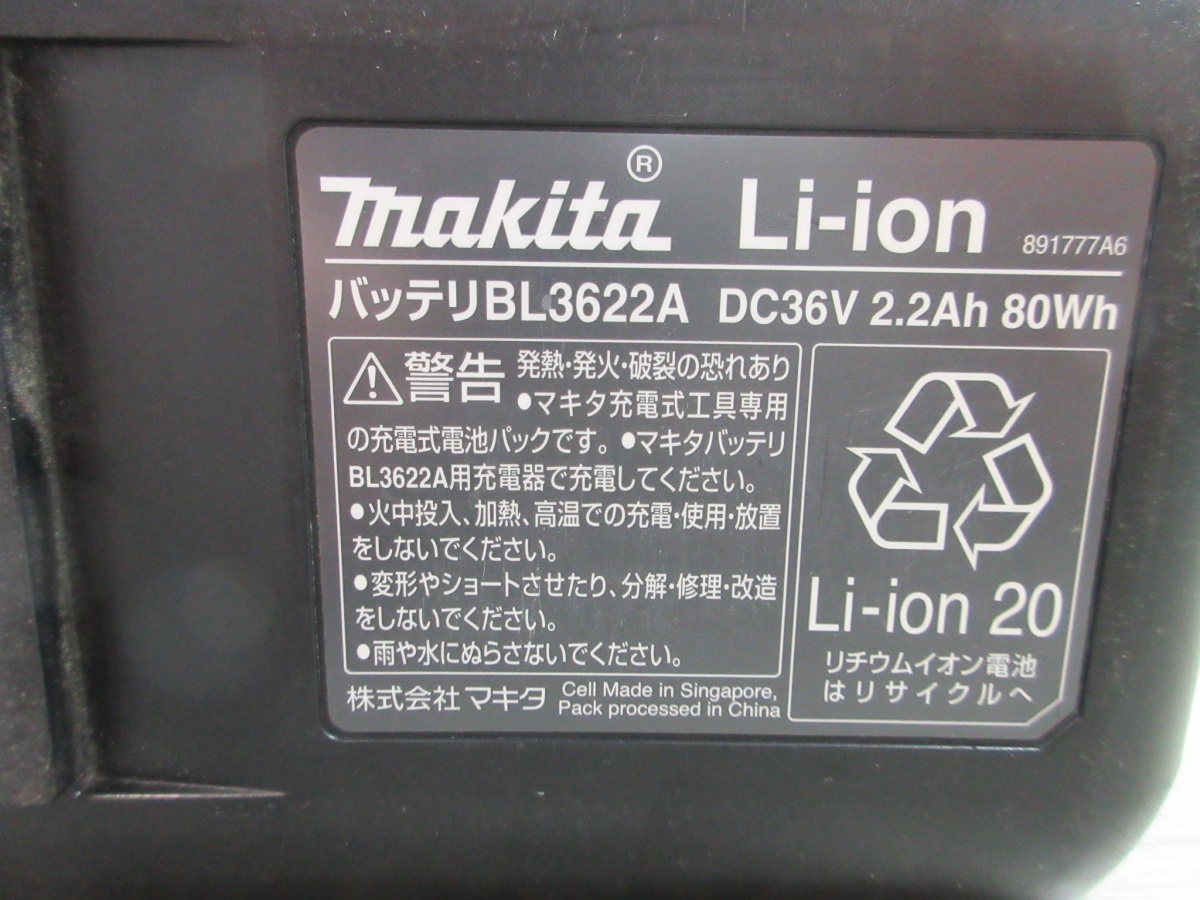 makita® Li-ion 891777A6
バッテリBL3622A DC36V 2.2Ah 80Wh
警告 発熱・発火・破裂の恐れあり
●マキタ充電式工具専用
の充電式電池パックです。●マキタバッテリ
BL3622A用充電器で充電してください。
●火中投入、加熱、高温での充電・使用・放置
をしないでください。
●変形やショートさせたり、分解・修理・改造
をしないでください。
●雨や水にぬらさないでください。
株式会社マキタ Cell Made in Singapore,
Pack processed in China
Li-ion 20
リチウムイオン電池
はリサイクルへ